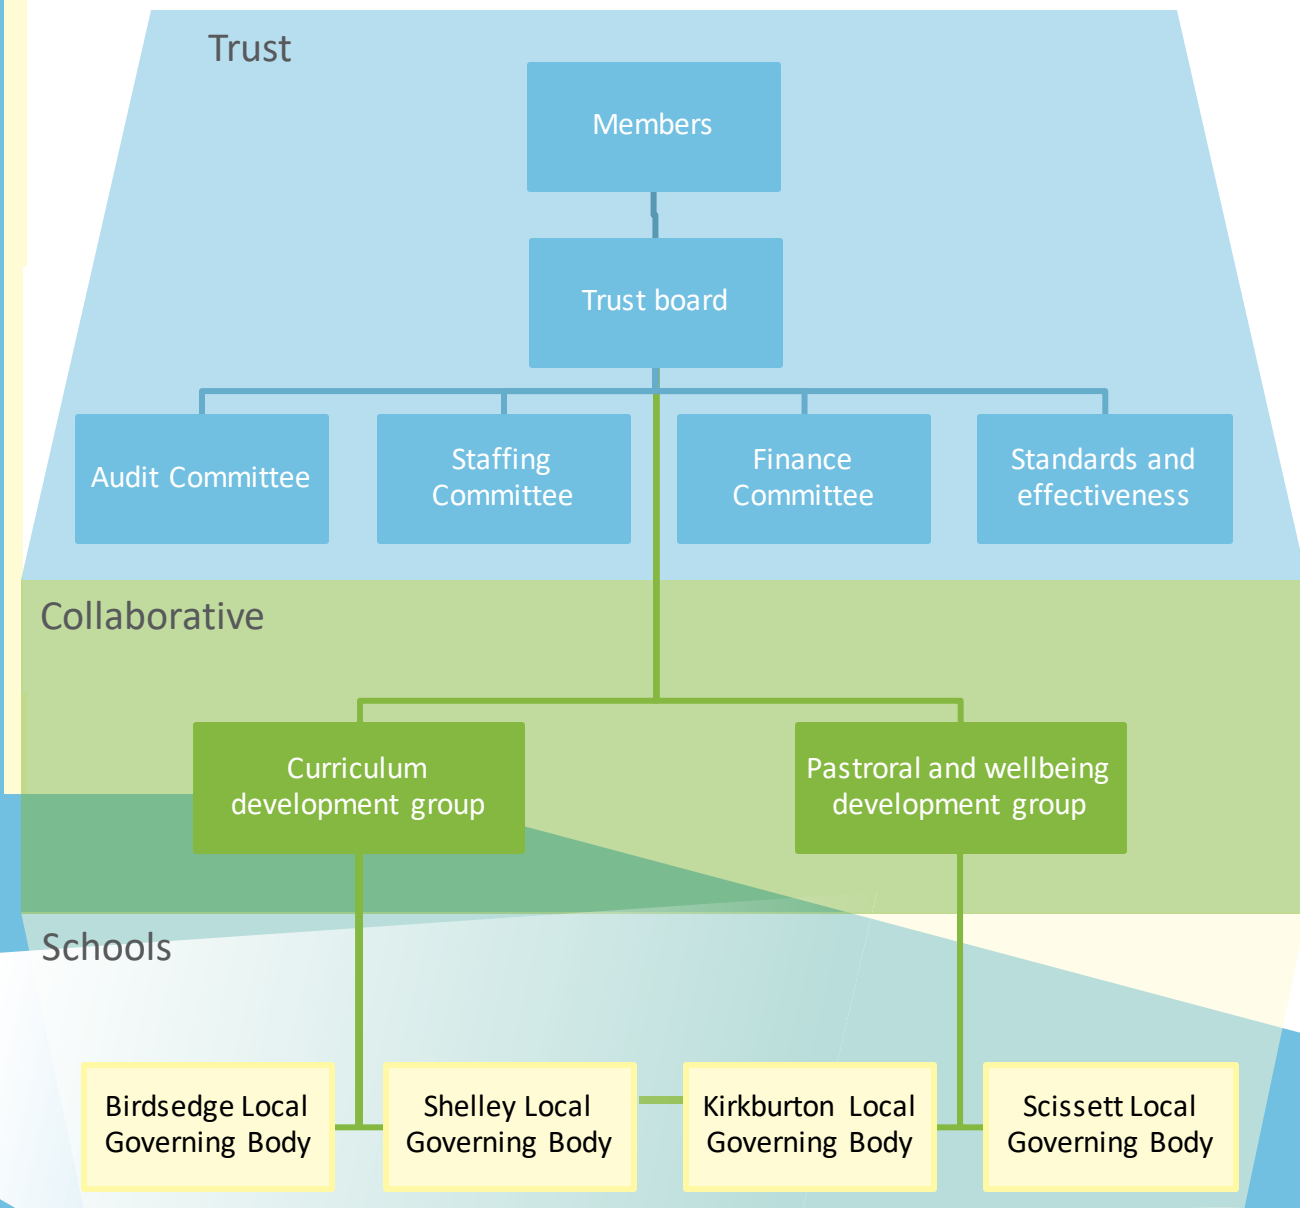 Trust
Members
Trust board
Audit Committee
Staffing
Committee
Finance
Committee
Standards and
effectiveness
Collaborative
Curriculum
development group
Pastroral and wellbeing
development group
Schools
Birdsedge Local
Governing Body
Shelley Local
Governing Body
Kirkburton Local
Governing Body
Scissett Local
Governing Body